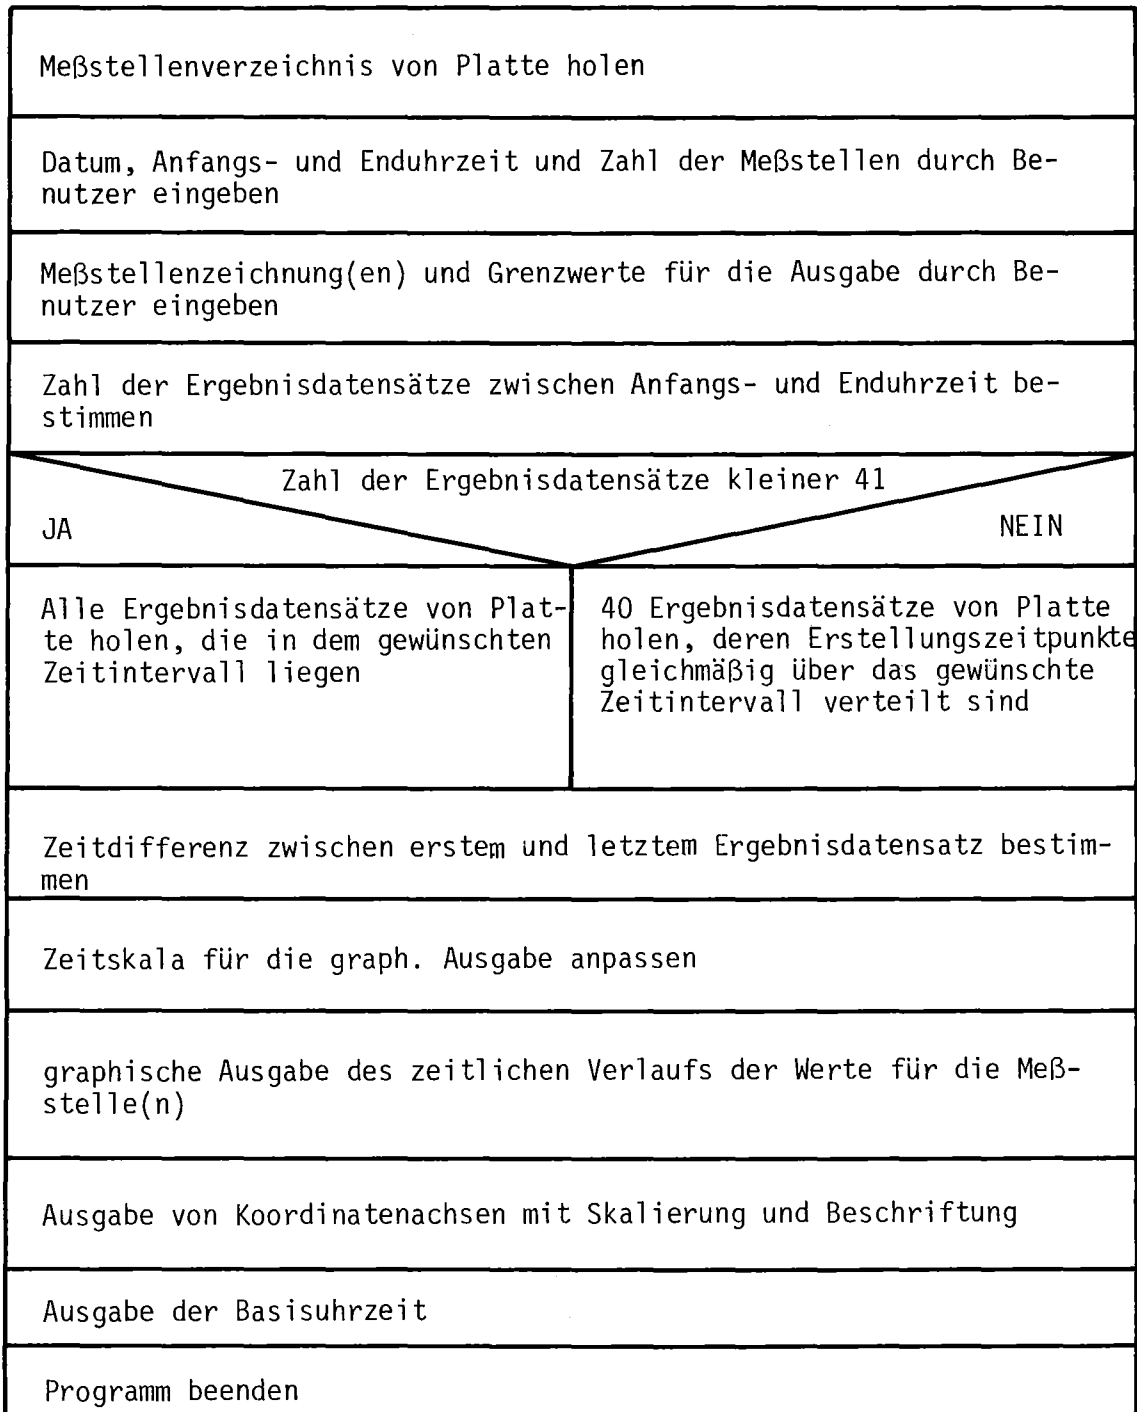 Meßstellenverzeichnis von Platte holen
Datum, Anfangs- und Enduhrzeit und Zahl der Meßstellen durch Be-
nutzer eingeben
Meßstellenzeichnung(en) und Grenzwerte für die Ausgabe durch Be-
nutzer eingeben
Zahl der Ergebnisdatensätze zwischen Anfangs- und Enduhrzeit be-
stimmen
Zahl der Ergebnisdatensätze kleiner 41
JA
NEIN
Alle Ergebnisdatensätze von Plat-
te holen, die in dem gewünschten
Zeitintervall liegen
40 Ergebnisdatensätze von Platte
holen, deren Erstellungszeitpunkte
gleichmäßig über das gewünschte
Zeitintervall verteilt sind
Zeitdifferenz zwischen erstem und letztem Ergebnisdatensatz bestim-
men
Zeitskala für die graph. Ausgabe anpassen
graphische Ausgabe des zeitlichen Verlaufs der Werte für die Meß-
stelle(n)
Ausgabe von Koordinatenachsen mit Skalierung und Beschriftung
Ausgabe der Basisuhrzeit
Programm beenden